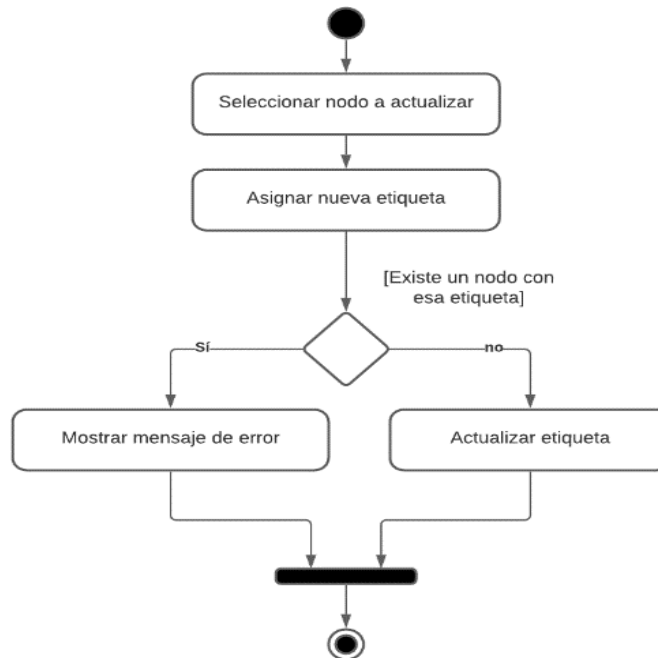 Seleccionar nodo a actualizar
Asignar nueva etiqueta
[Existe un nodo con
esa etiqueta]
Sí
no
Mostrar mensaje de error
Actualizar etiqueta